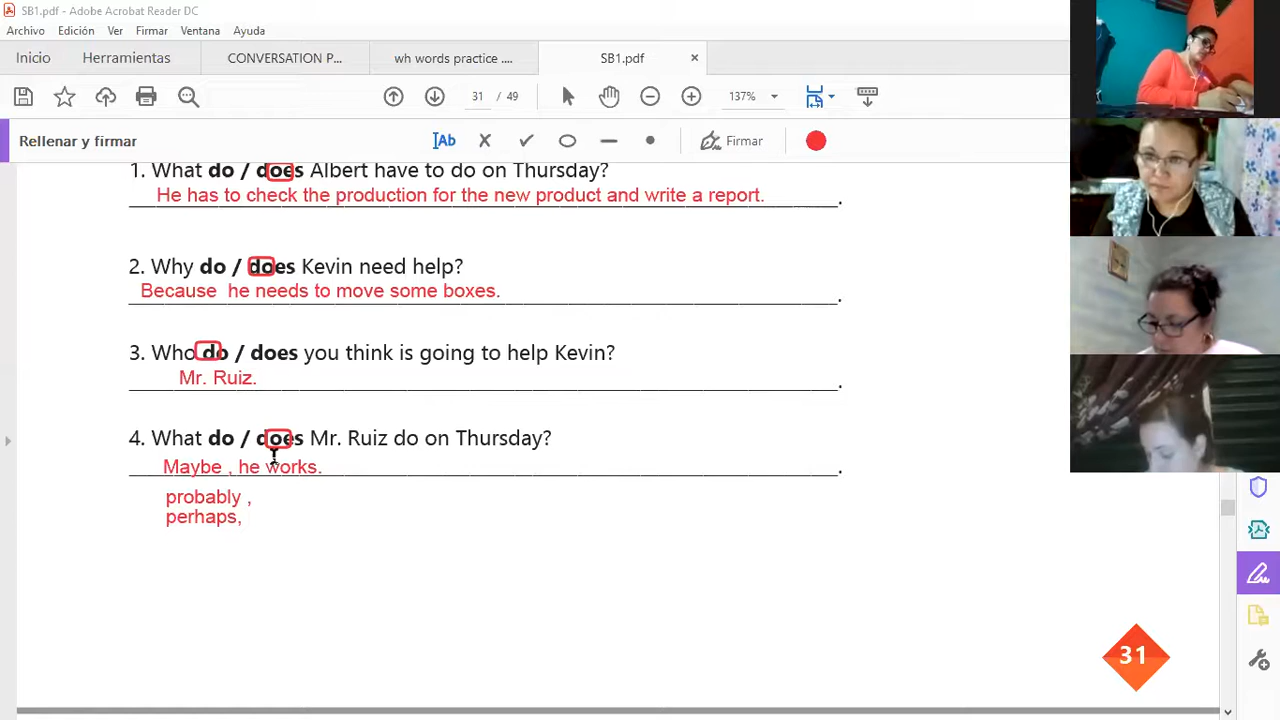 SB1.pdf - Adobe Acrobat Reader DC
Archivo Edición Ver Firmar Ventana Ayuda
Inicio Herramientas CONVERSATION P... wh words practice .... SB1.pdf ×
31 / 49 137%
Rellenar y firmar Ab Firmar
1. What do / does Albert have to do on Thursday?
He has to check the production for the new product and write a report.
2. Why do / does Kevin need help?
Because he needs to move some boxes.
3. Who do / does you think is going to help Kevin?
Mr. Ruiz.
4. What do / does Mr. Ruiz do on Thursday?
Maybe , he works.
probably ,
perhaps,
31